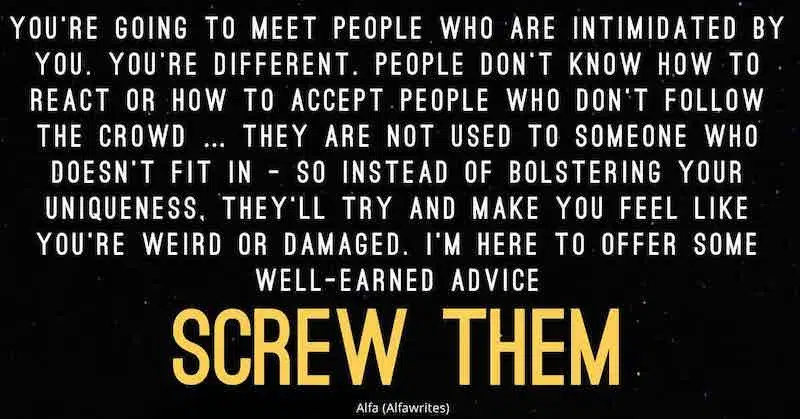 YOU'RE GOING TO MEET PEOPLE WHO ARE INTIMIDATED BY
YOU. YOU'RE DIFFERENT. PEOPLE DON'T KNOW HOW TO
REACT OR HOW TO ACCEPT PEOPLE WHO DON'T FOLLOW
THE CROWD ... THEY ARE NOT USED TO SOMEONE WHO
DOESN'T FIT IN - SO INSTEAD OF BOLSTERING YOUR
UNIQUENESS, THEY'LL TRY AND MAKE YOU FEEL LIKE
YOU'RE WEIRD OR DAMAGED. I'M HERE TO OFFER SOME
WELL-EARNED ADVICE
SCREW THEM
Alfa (Alfawrites)